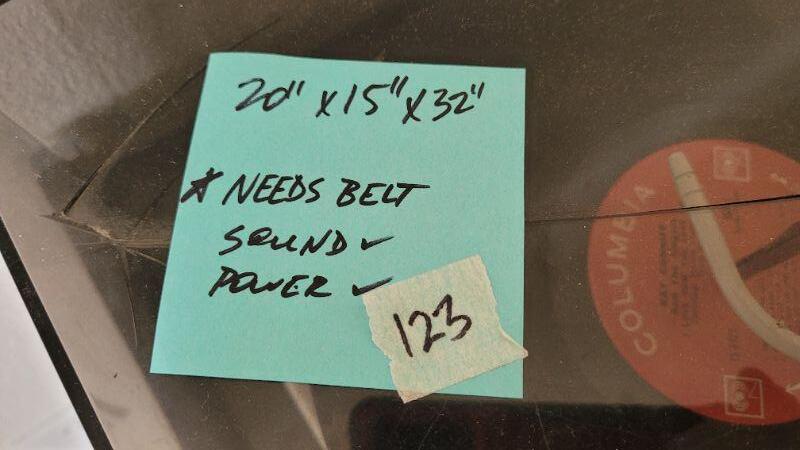 20" x 15" x 32"
* NEEDS BELT
SOUND ✓
POWER ✓
123
COLUMBIA